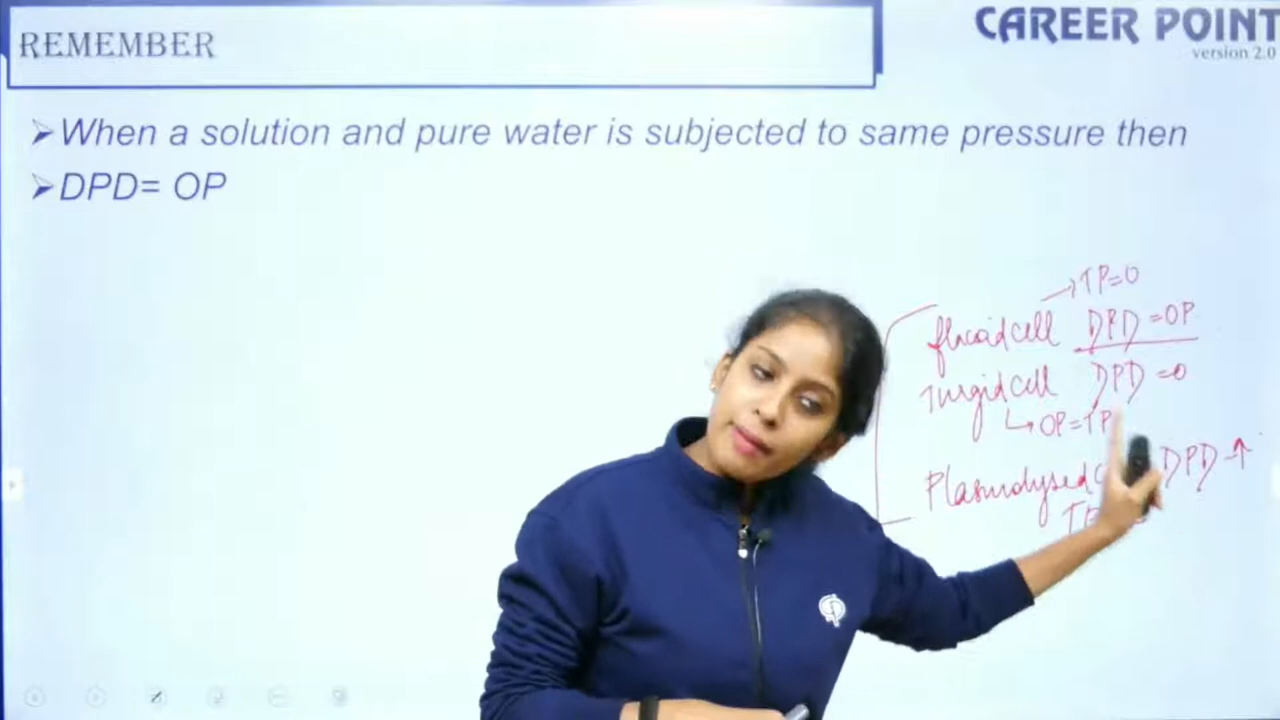 REMEMBER
CAREER POINT
version 2.0
➢When a solution and pure water is subjected to same pressure then
➢DPD= OP
→TP=0
flaccid cell DPD =OP
Turgid cell DPD =0
↳OP=TP
Plasmolysed DPD ↑